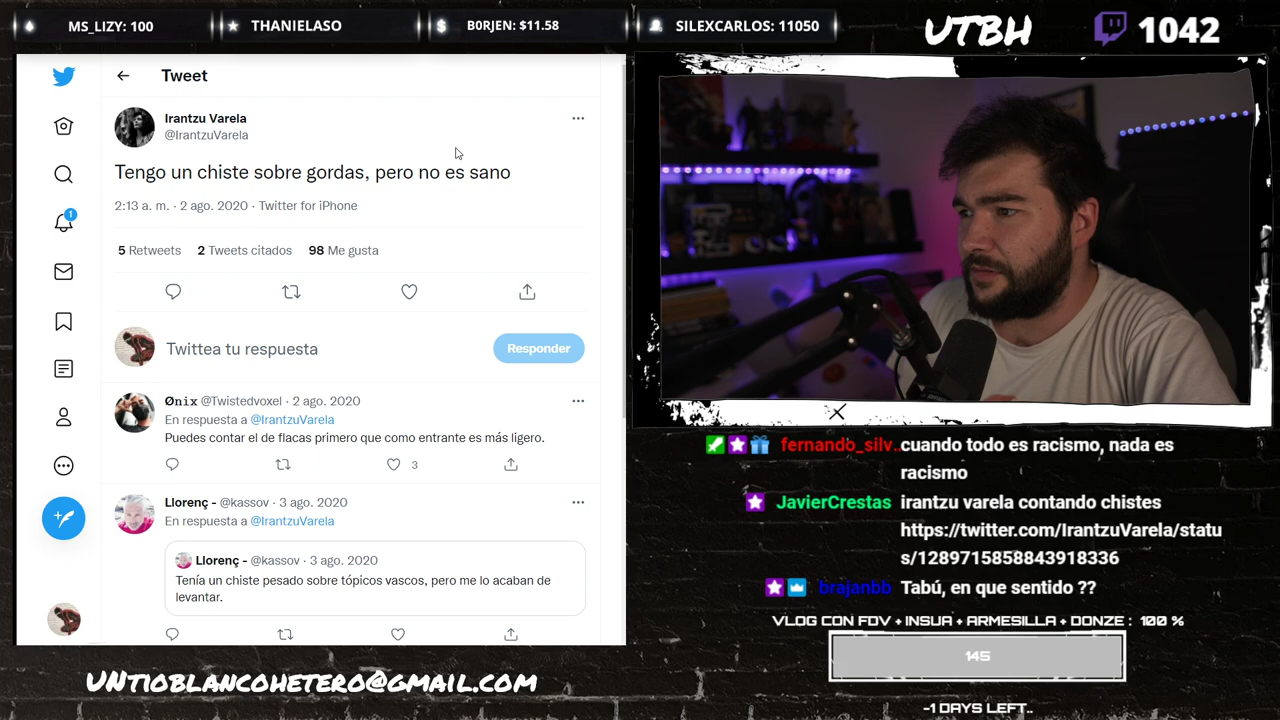 MS_LIZY: 100
THANIELASO
B0RJEN: $11.58
SILEXCARLOS: 11050
UTBH
1042
Tweet
Irantzu Varela
@IrantzuVarela
Tengo un chiste sobre gordas, pero no es sano
2:13 a. m. · 2 ago. 2020 · Twitter for iPhone
5 Retweets 2 Tweets citados 98 Me gusta
1
Twittea tu respuesta
Responder
Ønix @Twistedvoxel · 2 ago. 2020
En respuesta a @IrantzuVarela
Puedes contar el de flacas primero que como entrante es más ligero.
3
Llorenç - @kassov · 3 ago. 2020
En respuesta a @IrantzuVarela
Llorenç - @kassov · 3 ago. 2020
Tenía un chiste pesado sobre tópicos vascos, pero me lo acaban de
levantar.
fernando_silv.. cuando todo es racismo, nada es
racismo
JavierCrestas irantzu varela contando chistes
https://twitter.com/IrantzuVarela/statu
s/1289715858843918336
brajanbb Tabú, en que sentido ??
VLOG CON FDV + INSUA + ARMESILLA + DONZE : 100 %
145
-1 DAYS LEFT..
UNTIOBLANCOHETERO@GMAIL.COM